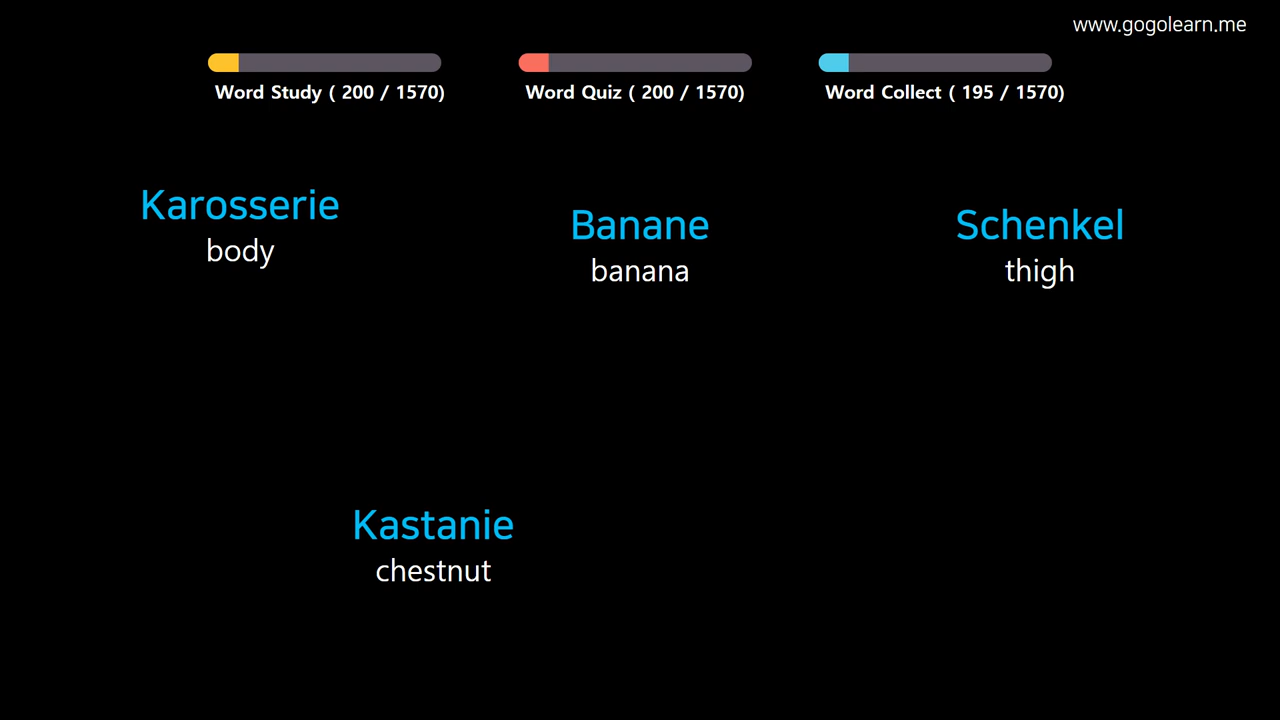 www.gogolearn.me
Word Study ( 200 / 1570)
Word Quiz ( 200 / 1570)
Word Collect ( 195 / 1570)
Karosserie
body
Banane
banana
Schenkel
thigh
Kastanie
chestnut